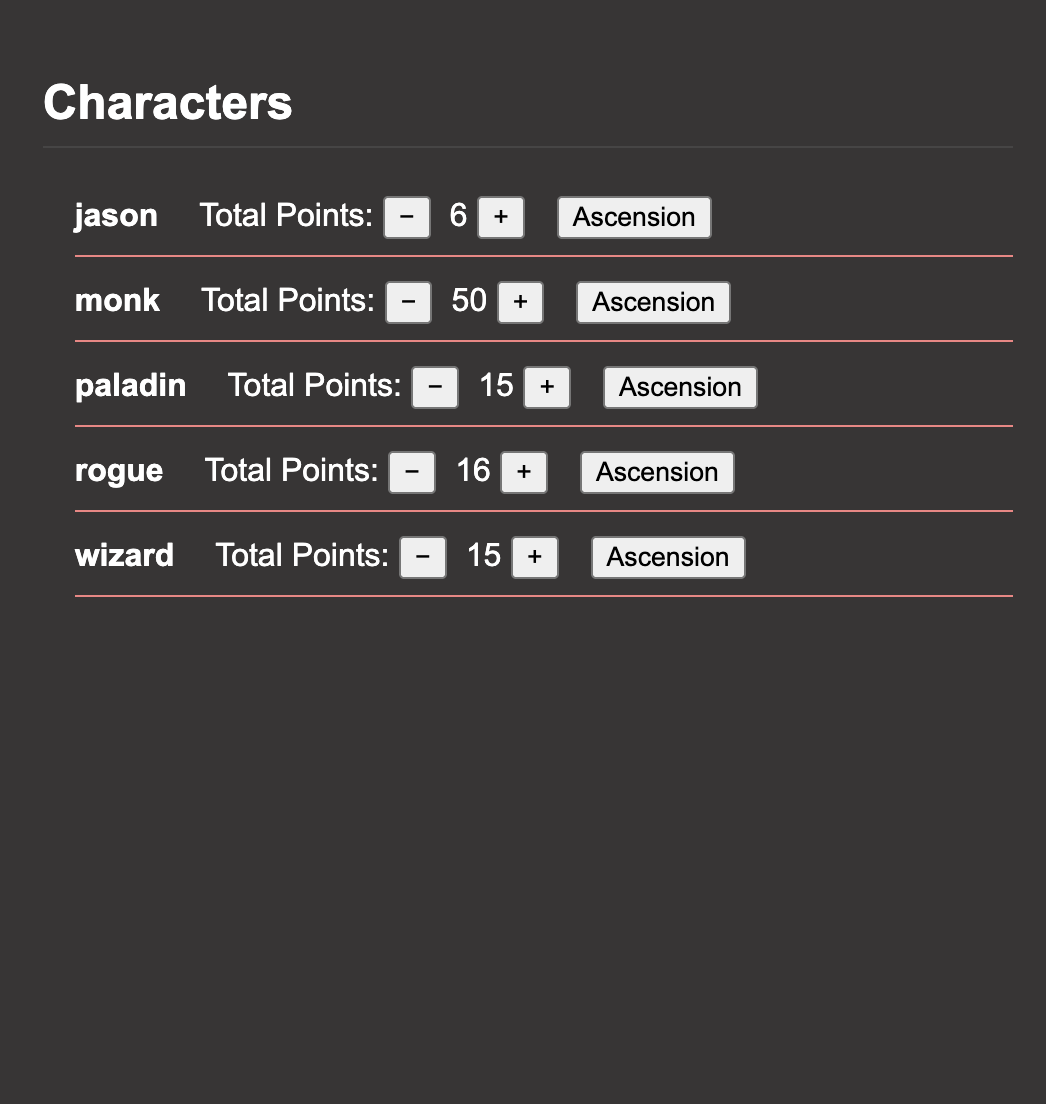 Characters
jason Total Points: − 6 + Ascension
monk Total Points: − 50 + Ascension
paladin Total Points: − 15 + Ascension
rogue Total Points: − 16 + Ascension
wizard Total Points: − 15 + Ascension